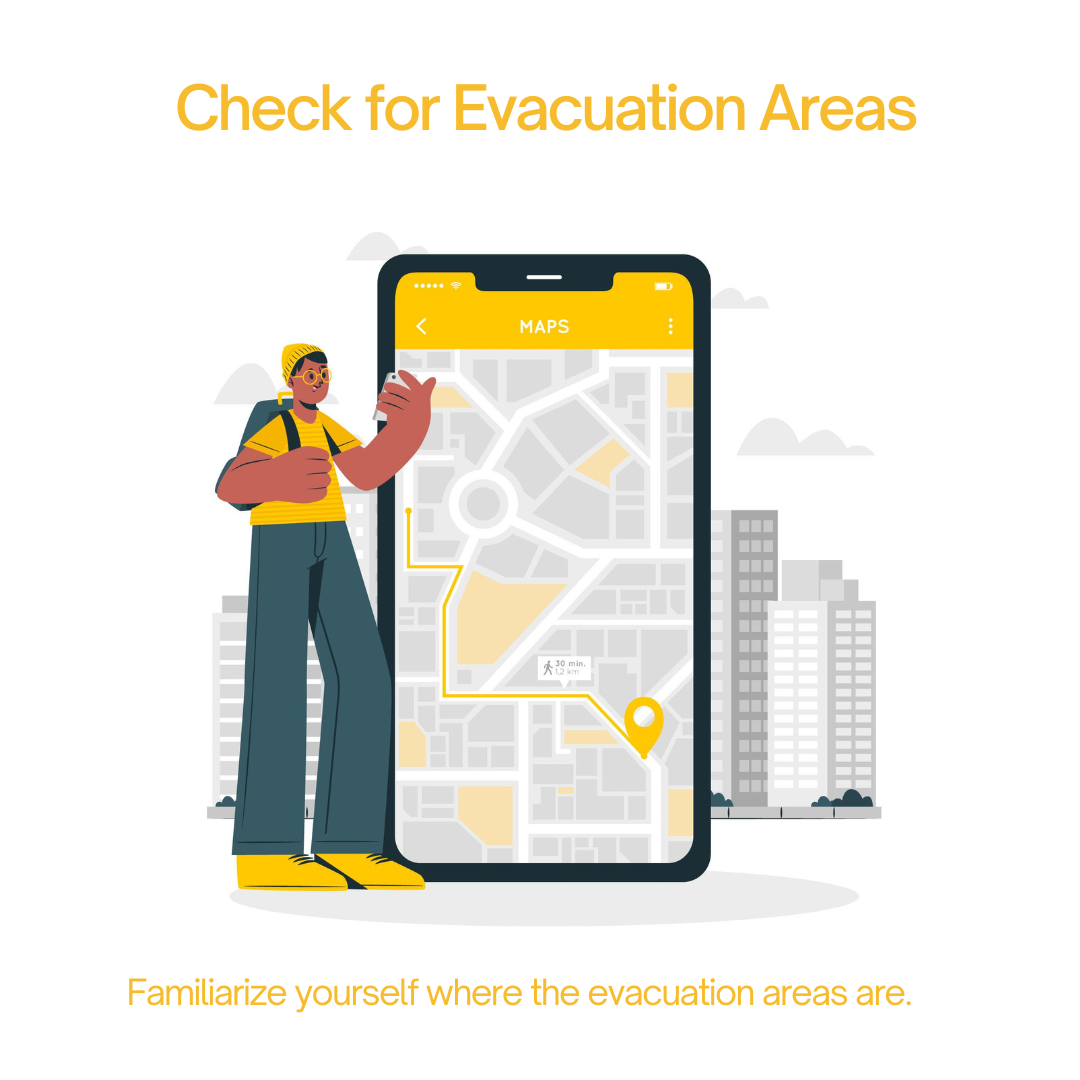 Check for Evacuation Areas
MAPS
30 min.
1,2 km
Familiarize yourself where the evacuation areas are.